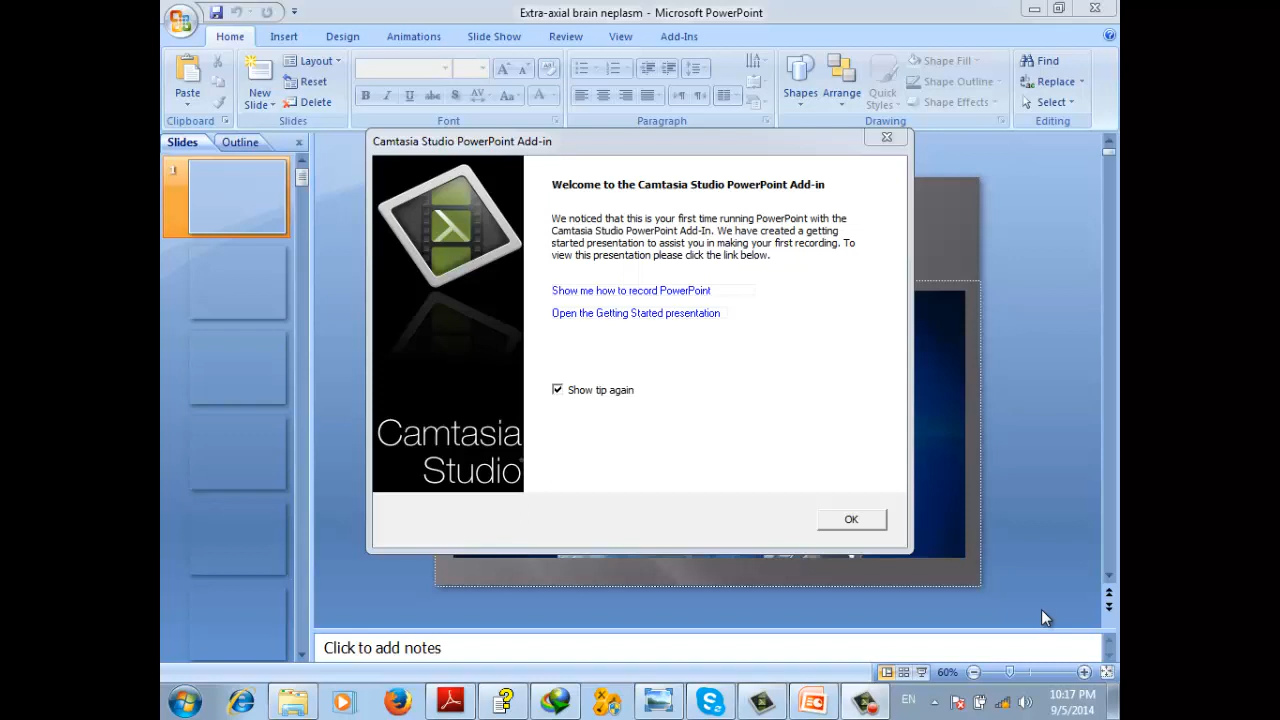 Extra-axial brain neplasm - Microsoft PowerPoint
Home Insert Design Animations Slide Show Review View Add-Ins
Paste
Clipboard
New Slide
Layout
Reset
Delete
Slides
B I U abc S AV Aa A
Font
Paragraph
Shapes Arrange Quick Styles
Shape Fill
Shape Outline
Shape Effects
Drawing
Find
Replace
Select
Editing
Slides Outline
1
Camtasia Studio PowerPoint Add-in
Welcome to the Camtasia Studio PowerPoint Add-in
We noticed that this is your first time running PowerPoint with the
Camtasia Studio PowerPoint Add-In. We have created a getting
started presentation to assist you in making your first recording. To
view this presentation please click the link below.
Show me how to record PowerPoint
Open the Getting Started presentation
Show tip again
Camtasia
Studio
OK
Click to add notes
60%
EN
10:17 PM
9/5/2014